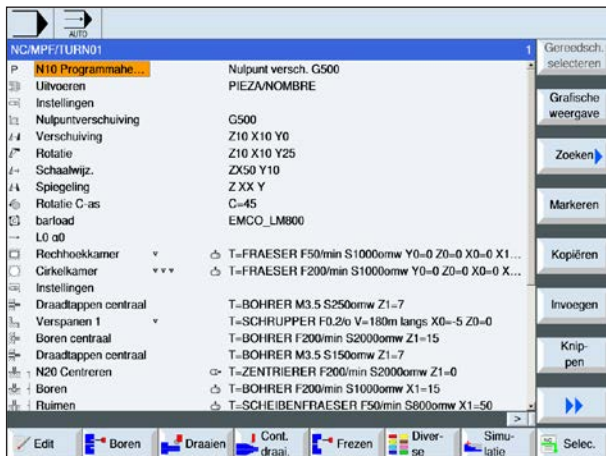 AUTO
NC/MPF/TURN01 1
P N10 Programmahe... Nulpunt versch. G500
Uitvoeren PIEZA/NOMBRE
Instellingen
Nulpuntverschuiving G500
Verschuiving Z10 X10 Y0
Rotatie Z10 X10 Y25
Schaalwijz. ZX50 Y10
Spiegeling Z XX Y
Rotatie C-as C=45
barload EMCO_LM800
L0 α0
Rechhoekkamer v T=FRAESER F50/min S1000omw Y0=0 Z0=0 X0=0 X1...
Cirkelkamer vvv T=FRAESER F200/min S1000omw Y0=0 Z0=0 X0=0 X...
Instellingen
Draadtappen centraal T=BOHRER M3.5 S250omw Z1=7
Verspanen 1 v T=SCHRUPPER F0.2/o V=180m langs X0=-5 Z0=0
Boren centraal T=BOHRER F200/min S2000omw Z1=15
Draadtappen centraal T=BOHRER M3.5 S150omw Z1=7
N20 Centreren T=ZENTRIERER F200/min S2000omw Z1=0
Boren T=BOHRER F200/min S1000omw X1=15
Ruimen T=SCHEIBENFRAESER F50/min S800omw X1=50
>
Gereedsch.
selecteren
Grafische
weergave
Zoeken
Markeren
Kopiëren
Invoegen
Knip-
pen
Edit
Boren
Draaien
Cont.
draai.
Frezen
Diver-
se
Simu-
latie
NC
Selec.